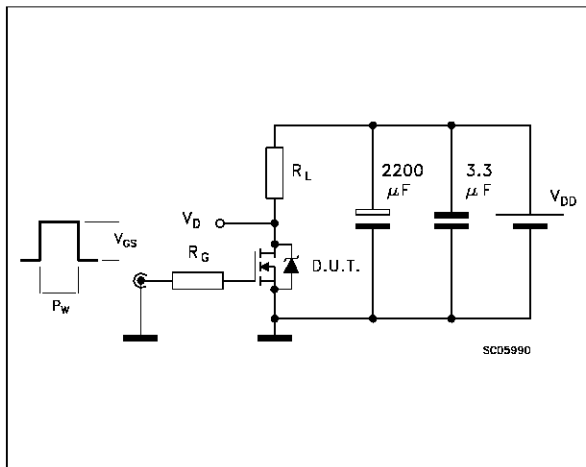 R_L
2200
μF
3.3
μF
V_DD
V_D
V_GS
R_G
D.U.T.
P_W
SC05990